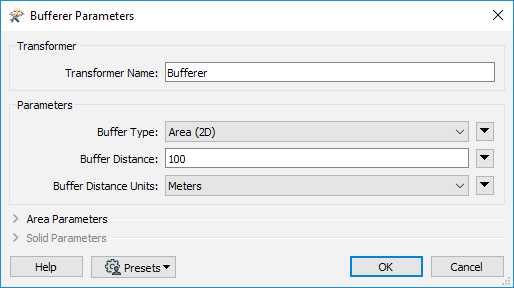 Bufferer Parameters
Transformer
Transformer Name: Bufferer
Parameters
Buffer Type: Area (2D)
Buffer Distance: 100
Buffer Distance Units: Meters
Area Parameters
Solid Parameters
Help Presets OK Cancel